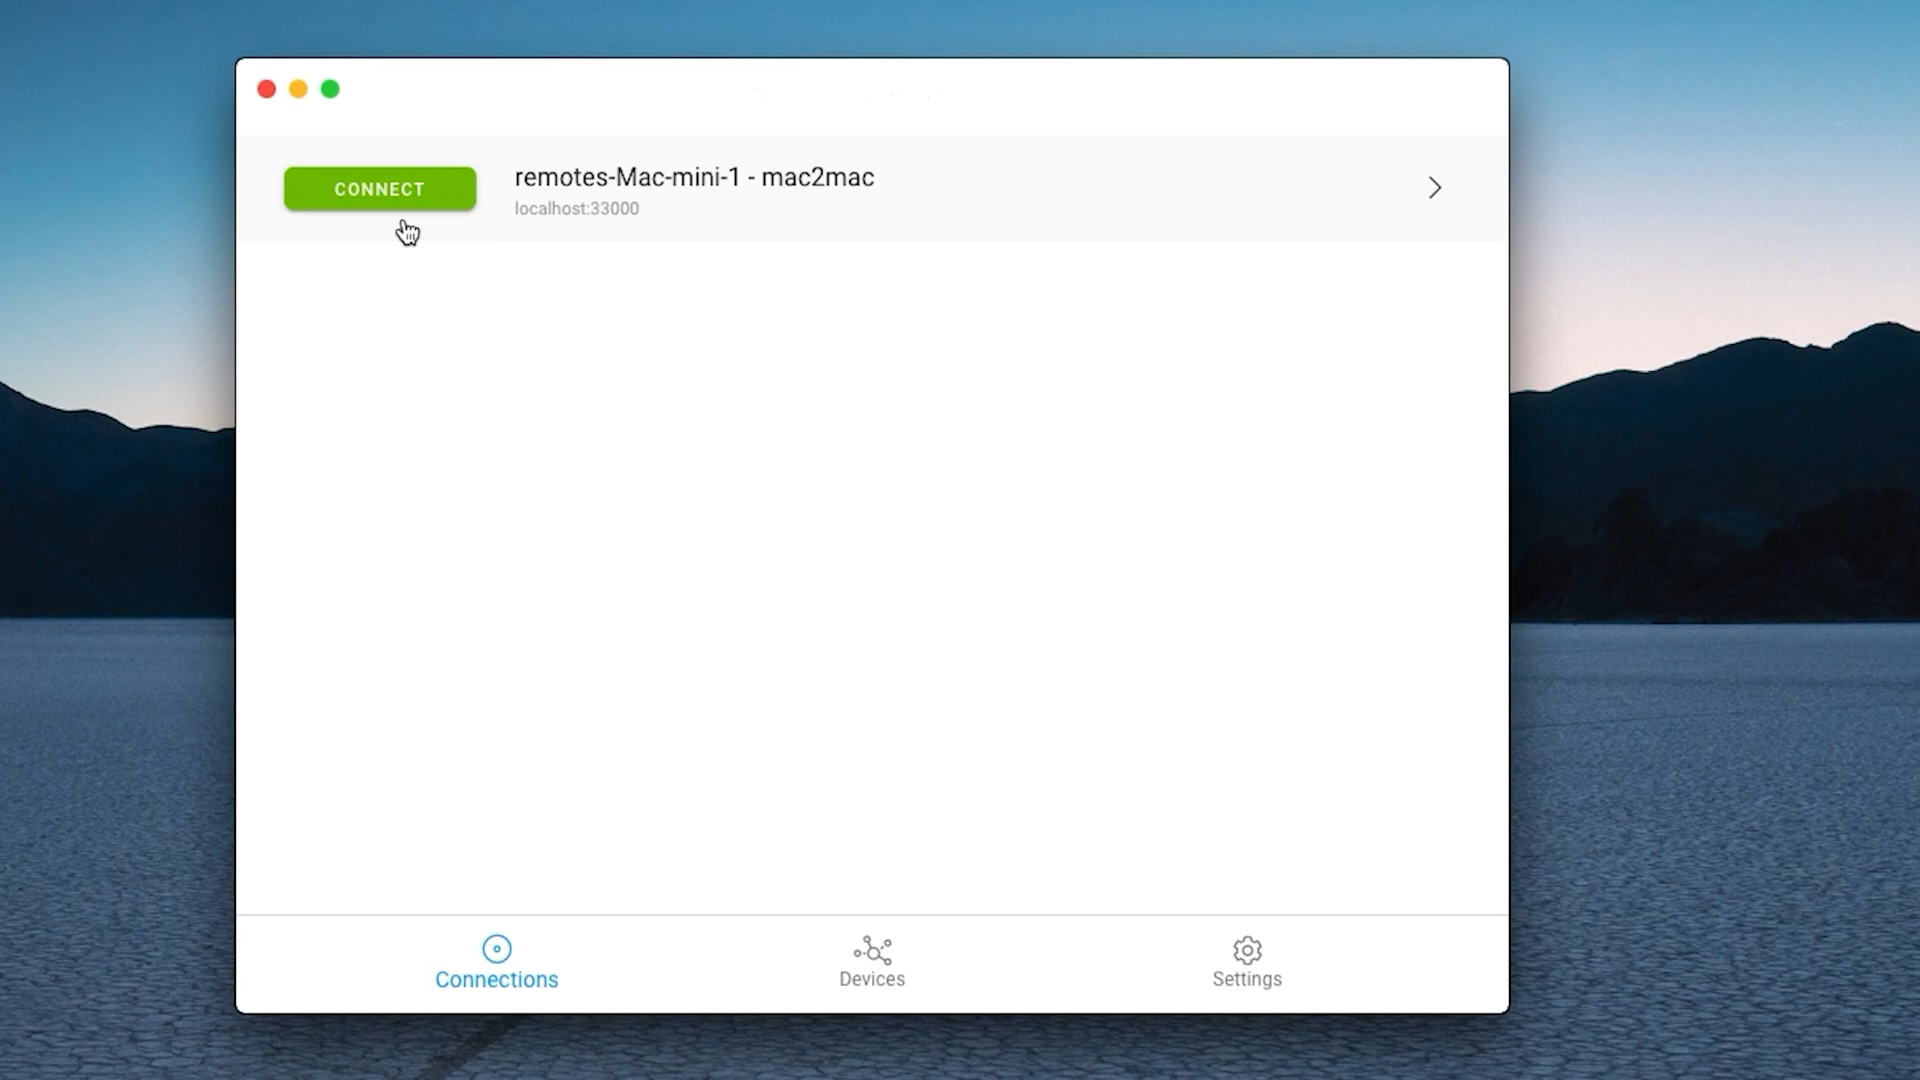 CONNECT
remotes-Mac-mini-1 - mac2mac
localhost:33000
Connections
Devices
Settings